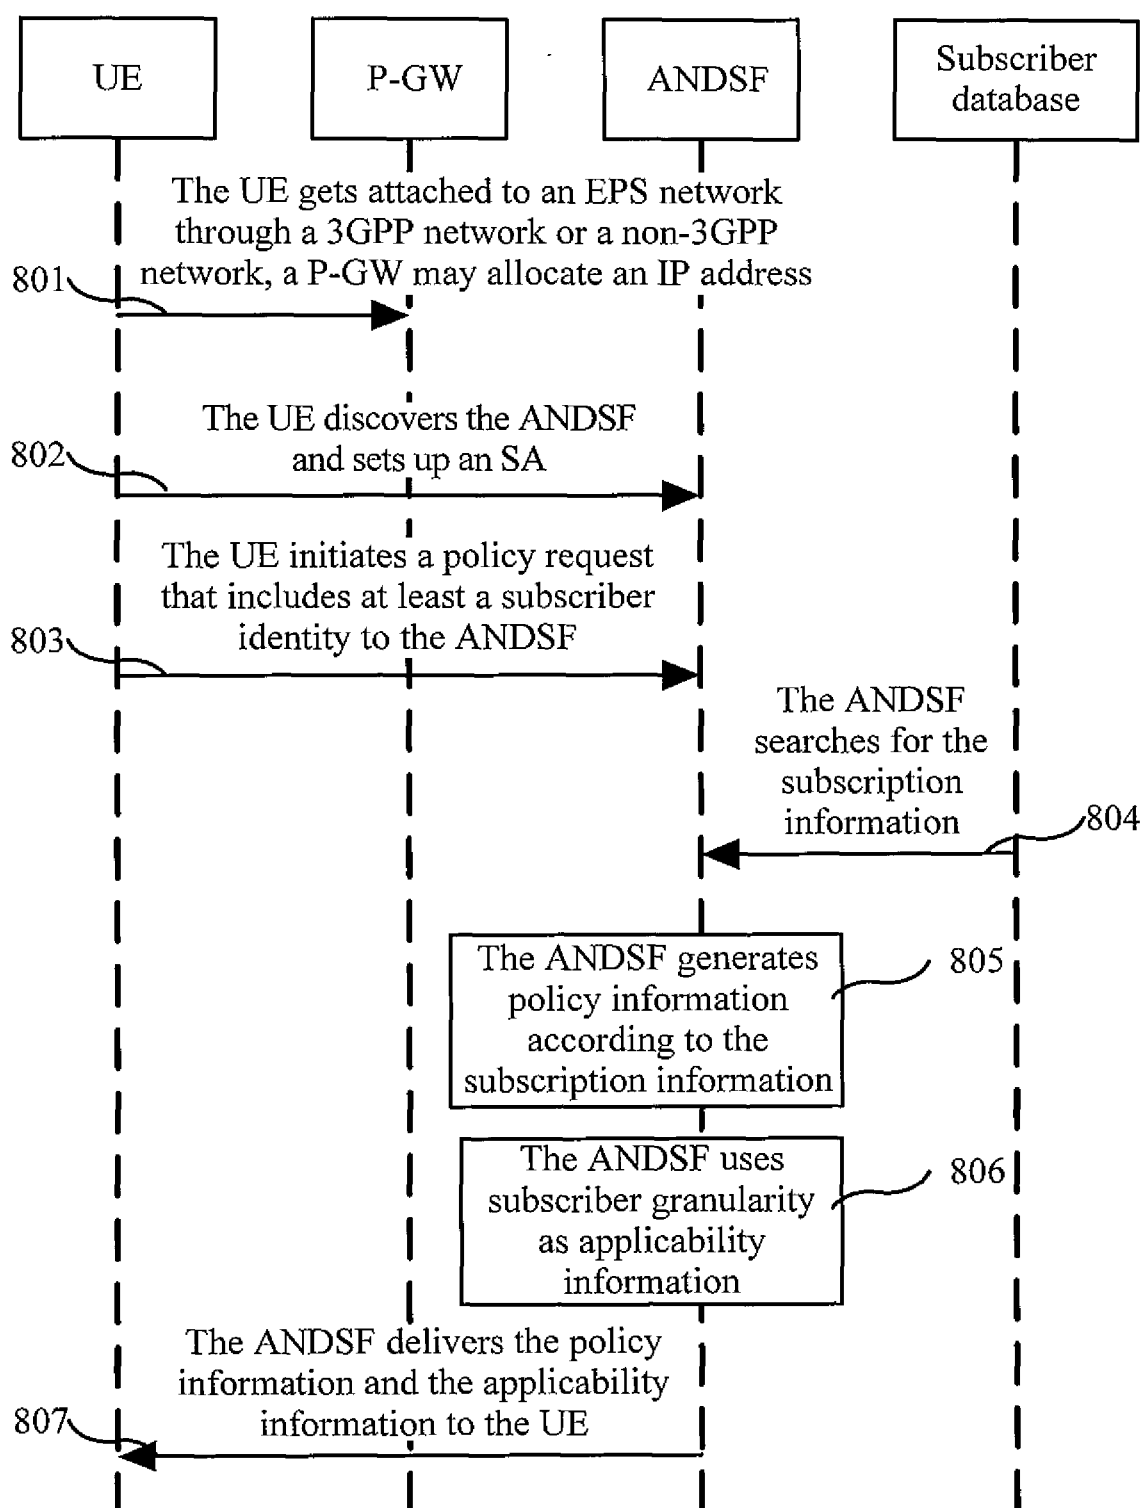 UE
P-GW
ANDSF
Subscriber
database
The UE gets attached to an EPS network
through a 3GPP network or a non-3GPP
network, a P-GW may allocate an IP address
801
The UE discovers the ANDSF
and sets up an SA
802
The UE initiates a policy request
that includes at least a subscriber
identity to the ANDSF
803
The ANDSF
searches for the
subscription
information
804
The ANDSF generates
policy information
according to the
subscription information
805
The ANDSF uses
subscriber granularity
as applicability
information
806
The ANDSF delivers the policy
information and the applicability
information to the UE
807